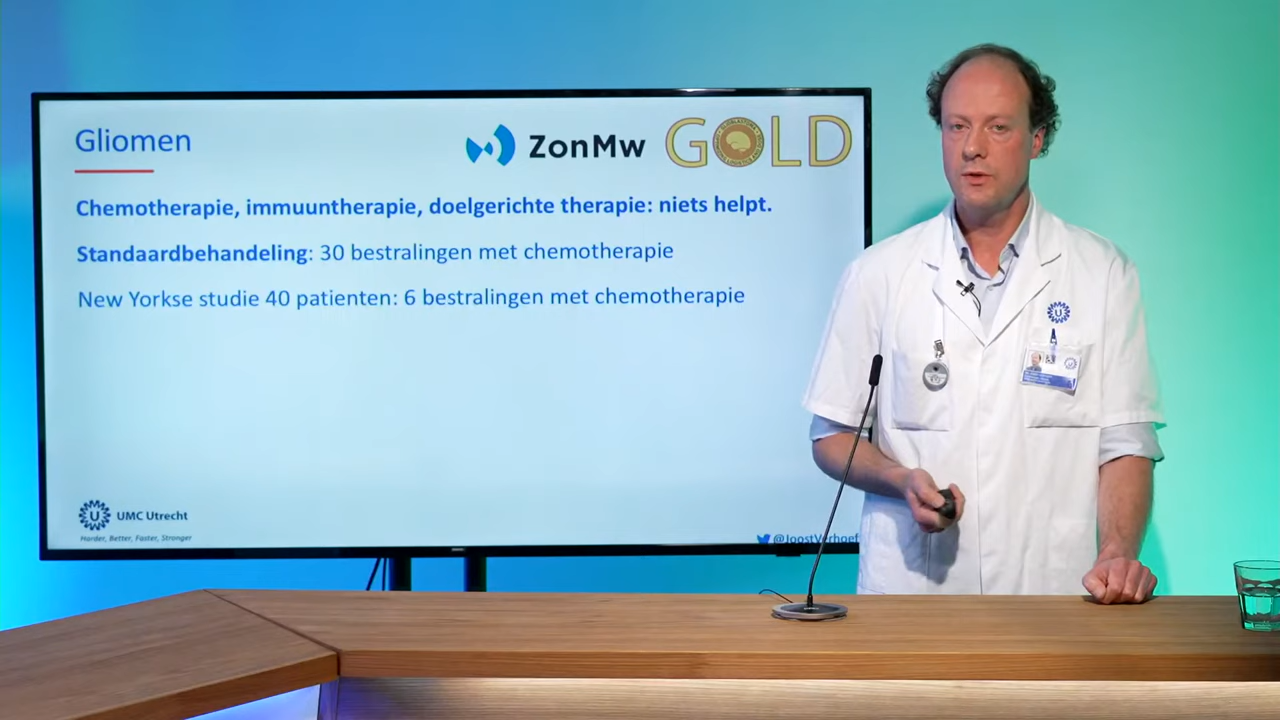 Gliomen
ZonMw
GOLD
Chemotherapie, immuuntherapie, doelgerichte therapie: niets helpt.
Standaardbehandeling: 30 bestralingen met chemotherapie
New Yorkse studie 40 patienten: 6 bestralingen met chemotherapie
U UMC Utrecht
Harder, Better, Faster, Stronger
@JoostVerhoef
U